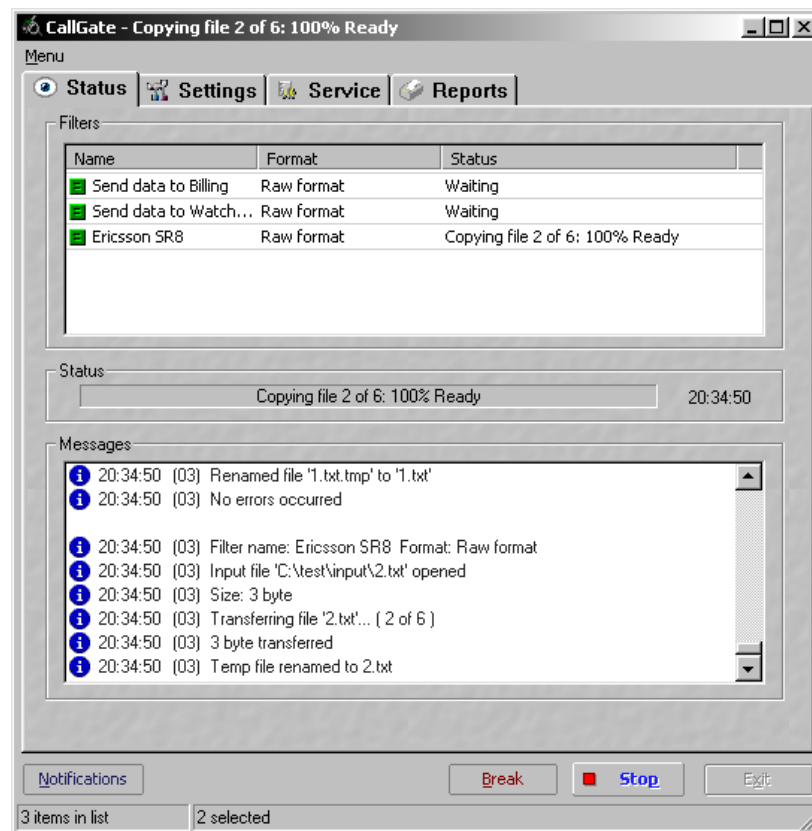 CallGate - Copying file 2 of 6: 100% Ready
Menu
Status Settings Service Reports
Filters
Name Format Status
Send data to Billing Raw format Waiting
Send data to Watch... Raw format Waiting
Ericsson SR8 Raw format Copying file 2 of 6: 100% Ready
Status
Copying file 2 of 6: 100% Ready 20:34:50
Messages
20:34:50 (03) Renamed file '1.txt.tmp' to '1.txt'
20:34:50 (03) No errors occurred
20:34:50 (03) Filter name: Ericsson SR8 Format: Raw format
20:34:50 (03) Input file 'C:\test\input\2.txt' opened
20:34:50 (03) Size: 3 byte
20:34:50 (03) Transferring file '2.txt'... ( 2 of 6 )
20:34:50 (03) 3 byte transferred
20:34:50 (03) Temp file renamed to 2.txt
Notifications Break Stop Exit
3 items in list 2 selected